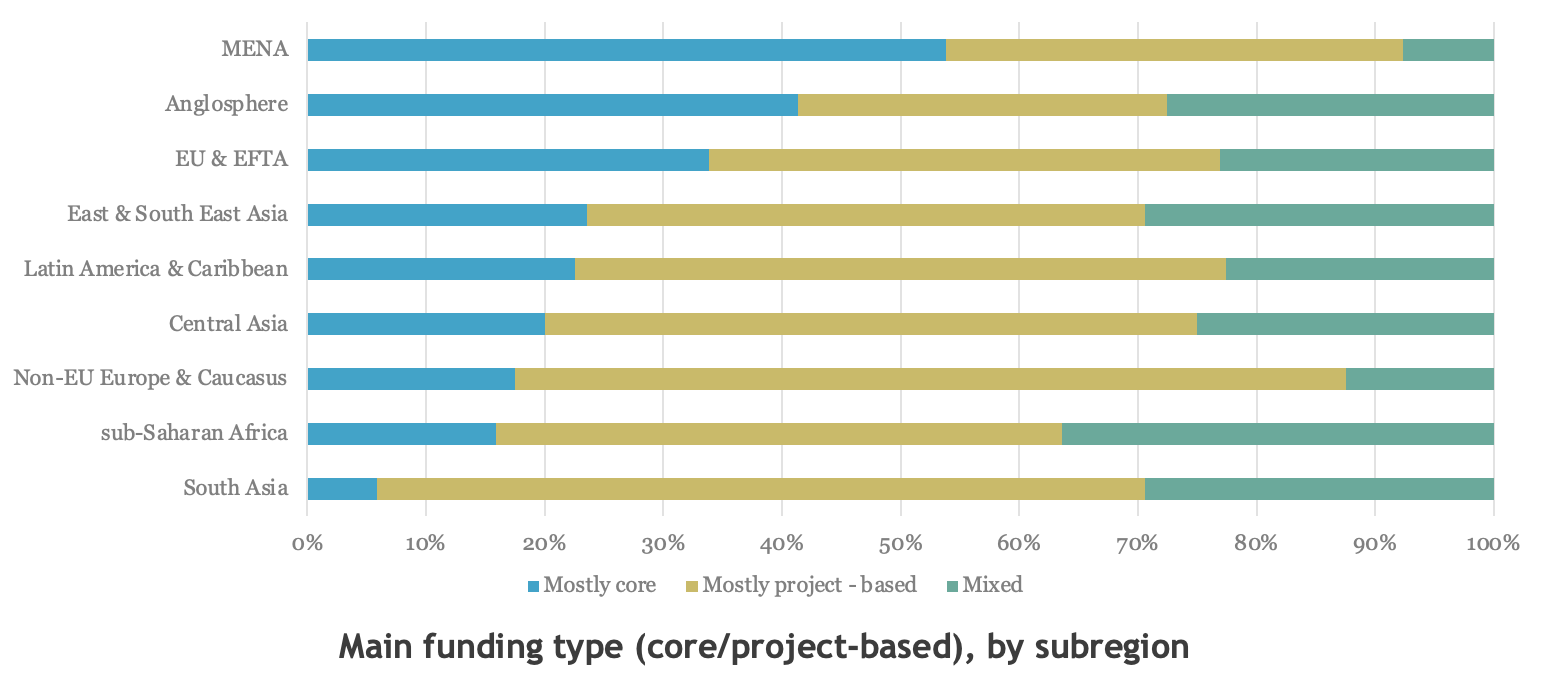 MENA
Anglosphere
EU & EFTA
East & South East Asia
Latin America & Caribbean
Central Asia
Non-EU Europe & Caucasus
sub-Saharan Africa
South Asia
0% 10% 20% 30% 40% 50% 60% 70% 80% 90% 100%
Mostly core Mostly project - based Mixed
Main funding type (core/project-based), by subregion